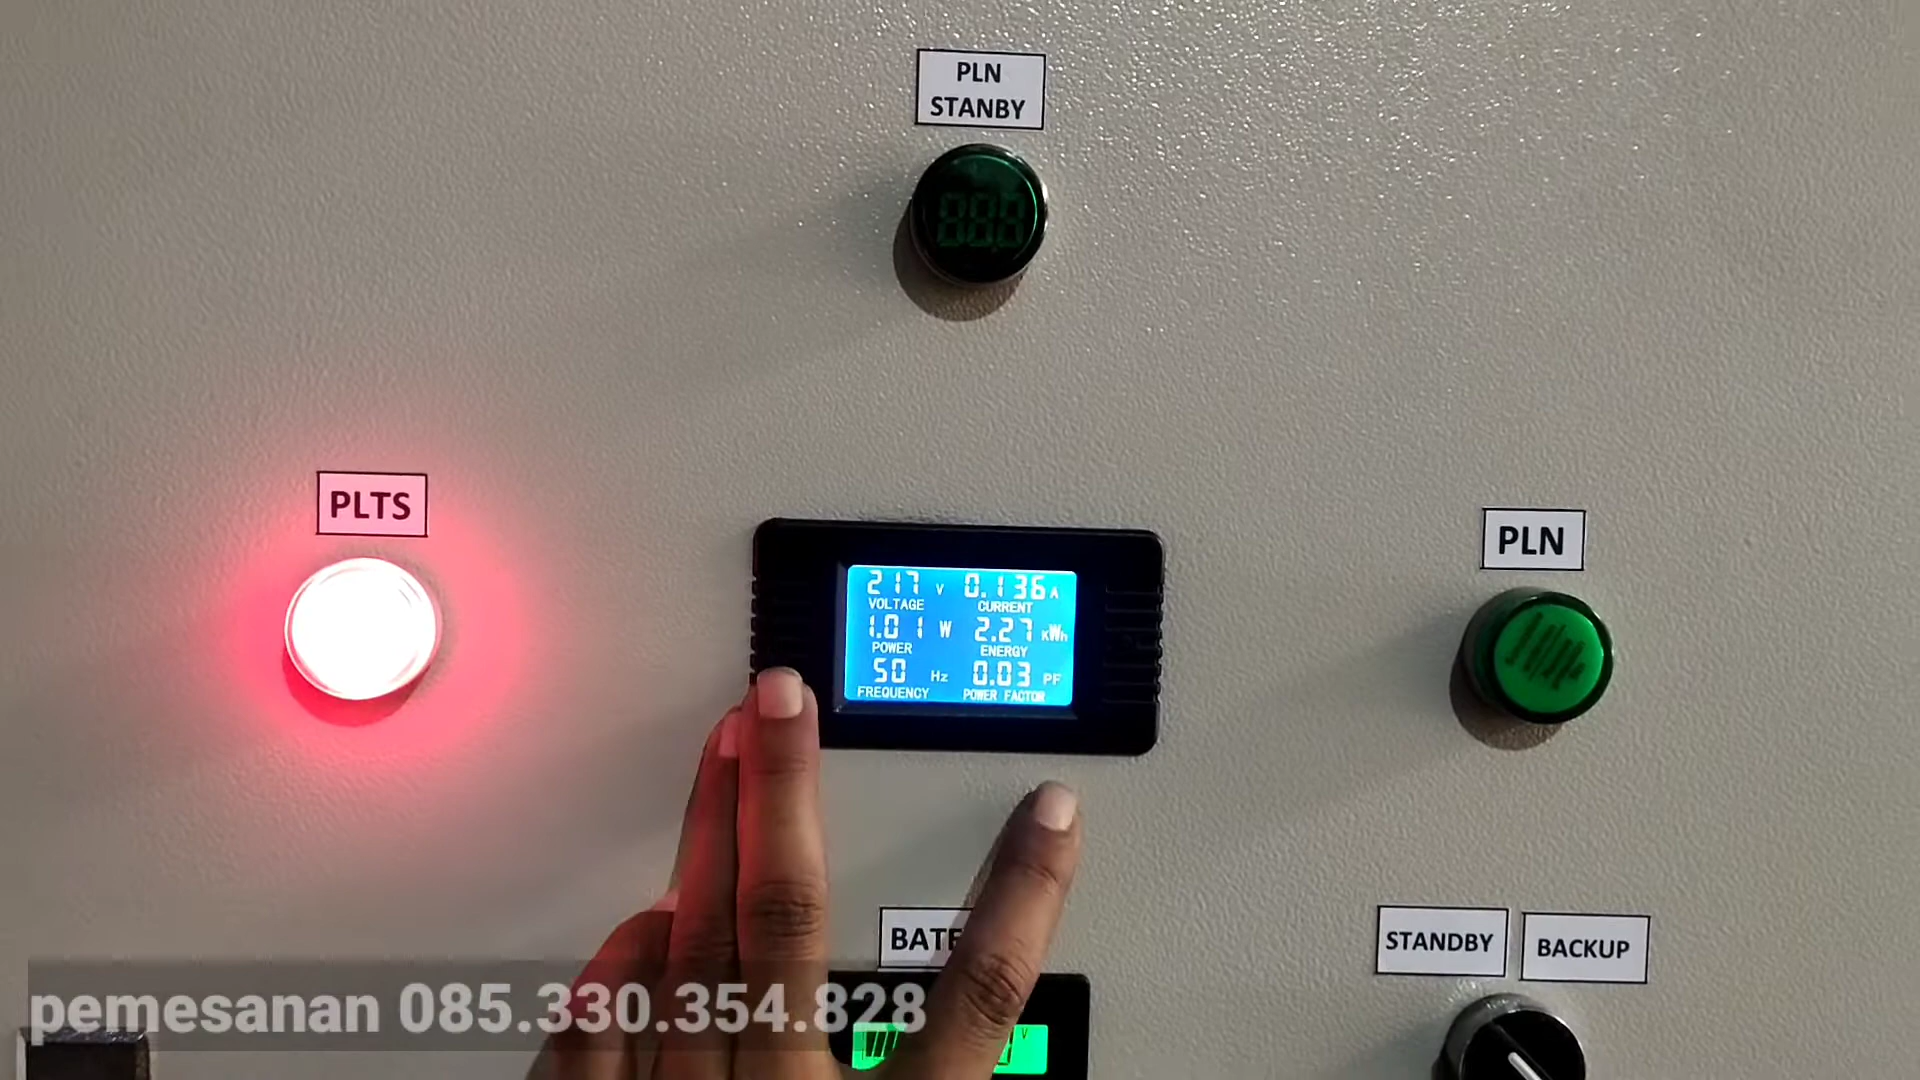 PLN
STANBY
PLTS
217 V 0.136 A
VOLTAGE CURRENT
1.01 W 2.27 KWh
POWER ENERGY
50 Hz 0.03 PF
FREQUENCY POWER FACTOR
PLN
STANDBY
BACKUP
pemesanan 085.330.354.828